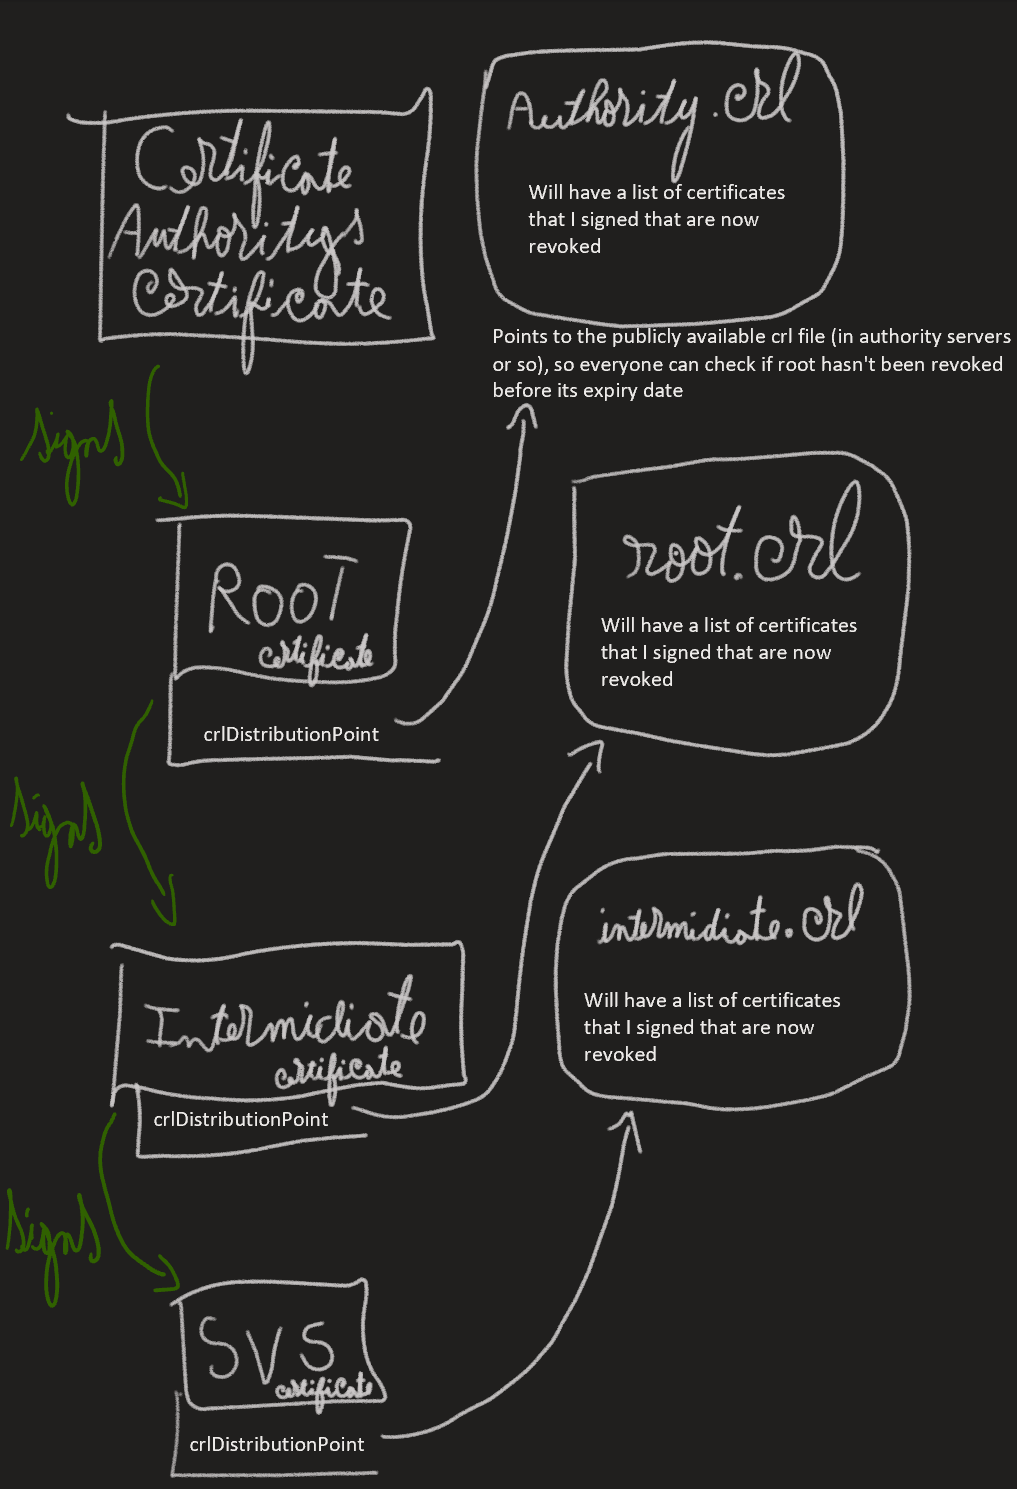 Certificate
Authoritys
Certificate
Authority.crl
Will have a list of certificates
that I signed that are now
revoked
Points to the publicly available crl file (in authority servers
or so), so everyone can check if root hasn't been revoked
before its expiry date
signs
ROOT
certificate
crlDistributionPoint
root.crl
Will have a list of certificates
that I signed that are now
revoked
signs
Intermidiate
certificate
crlDistributionPoint
intermidiate.crl
Will have a list of certificates
that I signed that are now
revoked
signs
SVS
certificate
crlDistributionPoint